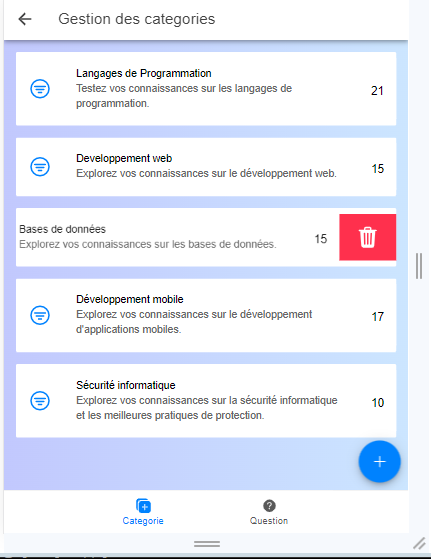 Gestion des categories
Langages de Programmation
Testez vos connaissances sur les langages de
programmation.
21
Developpement web
Explorez vos connaissances sur le développement web.
15
Bases de données
Explorez vos connaissances sur les bases de données.
15
Développement mobile
Explorez vos connaissances sur le développement
d'applications mobiles.
17
Sécurité informatique
Explorez vos connaissances sur la sécurité informatique
et les meilleures pratiques de protection.
10
Categorie
Question